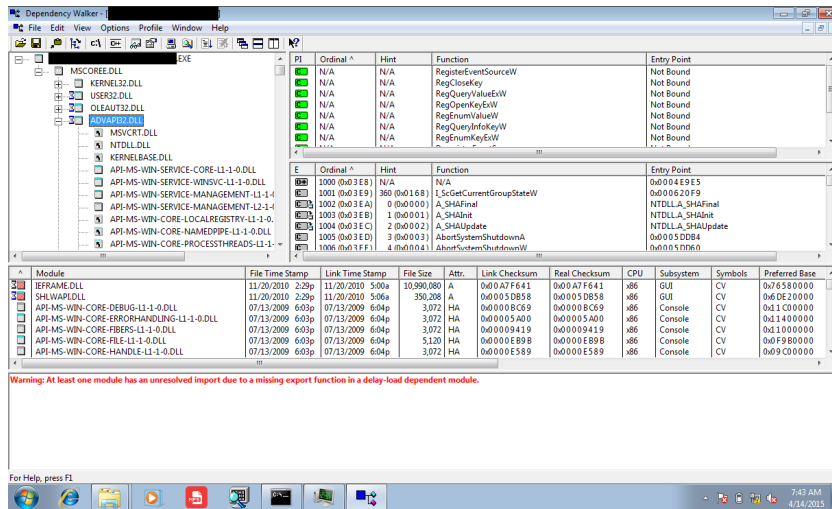 Dependency Walker - [
File Edit View Options Profile Window Help
.EXE
MSCOREE.DLL
KERNEL32.DLL
USER32.DLL
OLEAUT32.DLL
ADVAPI32.DLL
MSVCRT.DLL
NTDLL.DLL
KERNELBASE.DLL
API-MS-WIN-SERVICE-CORE-L1-1-0.DLL
API-MS-WIN-SERVICE-WINSVC-L1-1-0.DLL
API-MS-WIN-SERVICE-MANAGEMENT-L1-1-
API-MS-WIN-SERVICE-MANAGEMENT-L2-1-
API-MS-WIN-CORE-LOCALREGISTRY-L1-1-0.
API-MS-WIN-CORE-NAMEDPIPE-L1-1-0.DLL
API-MS-WIN-CORE-PROCESSTHREADS-L1-1-
PI Ordinal ^ Hint Function Entry Point
C N/A N/A RegisterEventSourceW Not Bound
C N/A N/A RegCloseKey Not Bound
C N/A N/A RegQueryValueExW Not Bound
C N/A N/A RegOpenKeyExW Not Bound
C N/A N/A RegEnumValueW Not Bound
C N/A N/A RegQueryInfoKeyW Not Bound
C N/A N/A RegEnumKeyExW Not Bound
E Ordinal ^ Hint Function Entry Point
O# 1000 (0x03E8) N/A N/A 0x0004E9E5
C 1001 (0x03E9) 360 (0x0168) I_ScGetCurrentGroupStateW 0x000620F9
C 1002 (0x03EA) 0 (0x0000) A_SHAFinal NTDLL.A_SHAFinal
C 1003 (0x03EB) 1 (0x0001) A_SHAInit NTDLL.A_SHAInit
C 1004 (0x03EC) 2 (0x0002) A_SHAUpdate NTDLL.A_SHAUpdate
C 1005 (0x03ED) 3 (0x0003) AbortSystemShutdownA 0x0005DDB4
C 1006 (0x03EE) 4 (0x0004) AbortSystemShutdownW 0x0005DD60
^ Module File Time Stamp Link Time Stamp File Size Attr. Link Checksum Real Checksum CPU Subsystem Symbols Preferred Base
IEFRAME.DLL 11/20/2010 2:29p 11/20/2010 5:00a 10,990,080 A 0x00A7F641 0x00A7F641 x86 GUI CV 0x76580000
SHLWAPI.DLL 11/20/2010 2:29p 11/20/2010 5:06a 350,208 A 0x0005DB58 0x0005DB58 x86 GUI CV 0x6DE20000
API-MS-WIN-CORE-DEBUG-L1-1-0.DLL 07/13/2009 6:03p 07/13/2009 6:04p 3,072 HA 0x0000BC69 0x0000BC69 x86 Console CV 0x11C00000
API-MS-WIN-CORE-ERRORHANDLING-L1-1-0.DLL 07/13/2009 6:03p 07/13/2009 6:04p 3,072 HA 0x00005A00 0x00005A00 x86 Console CV 0x11400000
API-MS-WIN-CORE-FIBERS-L1-1-0.DLL 07/13/2009 6:03p 07/13/2009 6:04p 3,072 HA 0x00009419 0x00009419 x86 Console CV 0x11000000
API-MS-WIN-CORE-FILE-L1-1-0.DLL 07/13/2009 6:03p 07/13/2009 6:04p 5,120 HA 0x0000EB9B 0x0000EB9B x86 Console CV 0x0F9B0000
API-MS-WIN-CORE-HANDLE-L1-1-0.DLL 07/13/2009 6:03p 07/13/2009 6:04p 3,072 HA 0x0000E589 0x0000E589 x86 Console CV 0x09C00000
Warning: At least one module has an unresolved import due to a missing export function in a delay-load dependent module.
For Help, press F1
7:43 AM
4/14/2015